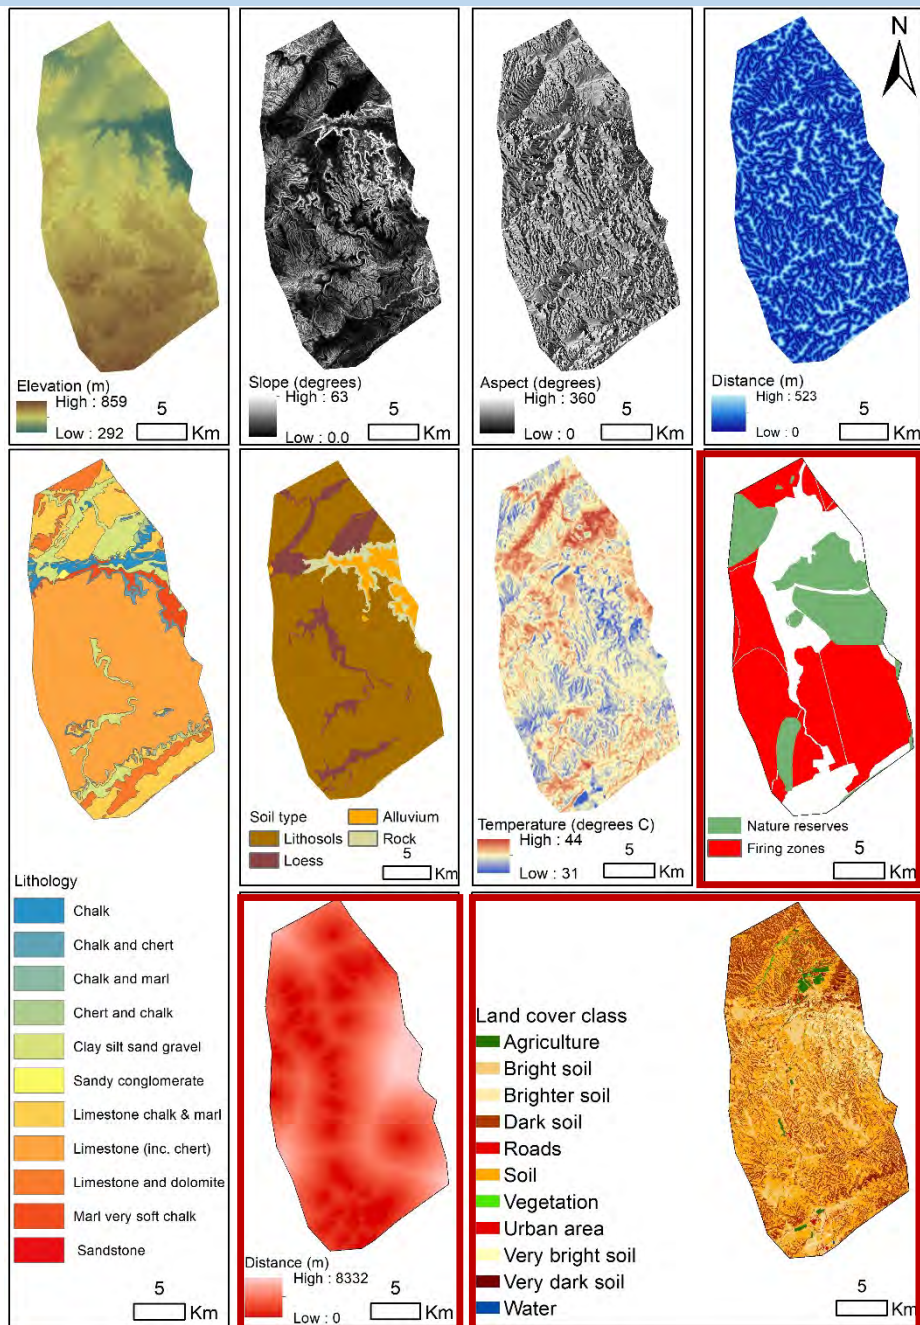 N
Elevation (m)
High : 859
Low : 292
5
Km
Slope (degrees)
High : 63
Low : 0.0
5
Km
Aspect (degrees)
High : 360
Low : 0
5
Km
Distance (m)
High : 523
Low : 0
5
Km
Lithology
Chalk
Chalk and chert
Chalk and marl
Chert and chalk
Clay silt sand gravel
Sandy conglomerate
Limestone chalk & marl
Limestone (inc. chert)
Limestone and dolomite
Marl very soft chalk
Sandstone
5
Km
Soil type
Lithosols
Loess
Alluvium
Rock
5
Km
Temperature (degrees C)
High : 44
Low : 31
5
Km
Nature reserves
Firing zones
5
Km
Distance (m)
High : 8332
Low : 0
5
Km
Land cover class
Agriculture
Bright soil
Brighter soil
Dark soil
Roads
Soil
Vegetation
Urban area
Very bright soil
Very dark soil
Water
5
Km